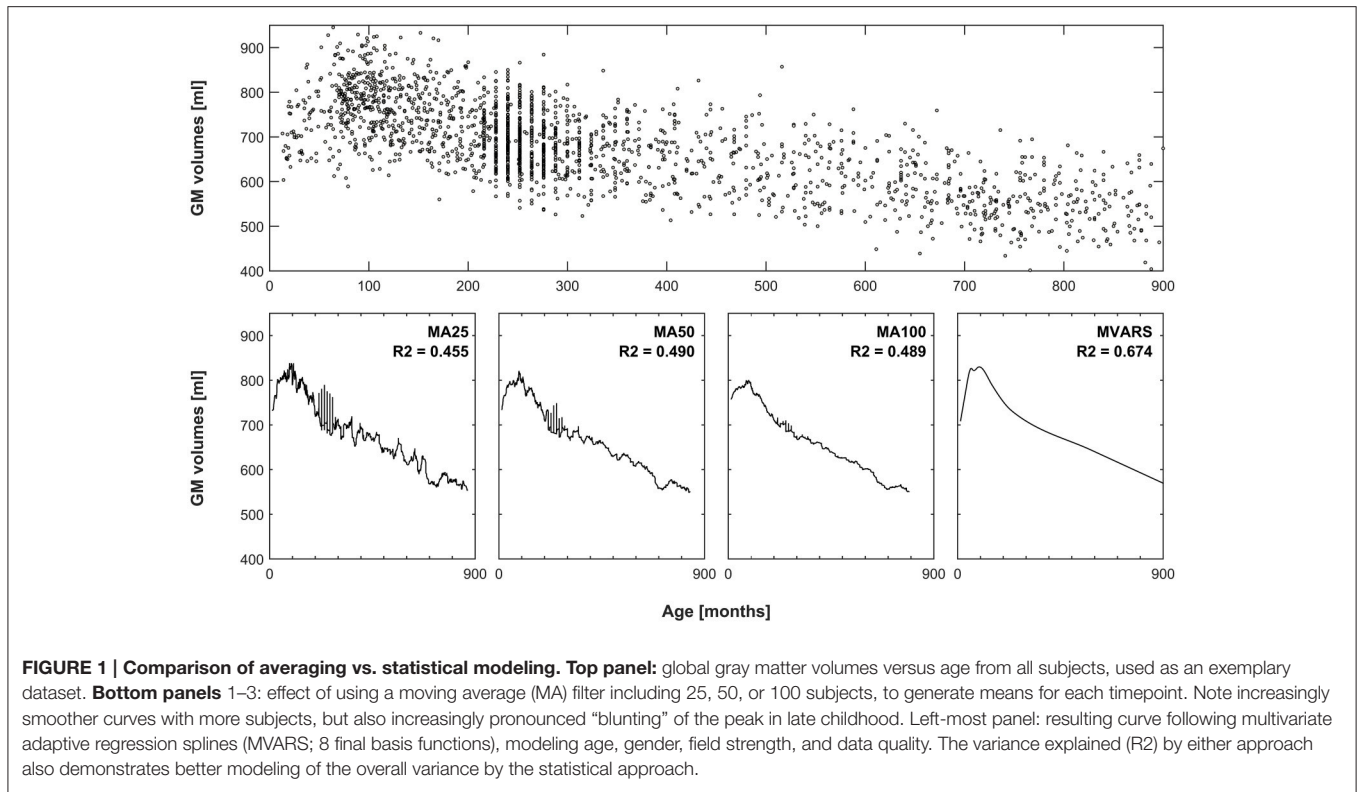 GM volumes [ml]
900
800
700
600
500
400
0 100 200 300 400 500 600 700 800 900
GM volumes [ml]
900
800
700
600
500
400
MA25
R2 = 0.455
MA50
R2 = 0.490
MA100
R2 = 0.489
MVARS
R2 = 0.674
0 900
0 900
0 900
0 900
Age [months]
FIGURE 1 | Comparison of averaging vs. statistical modeling. Top panel: global gray matter volumes versus age from all subjects, used as an exemplary
dataset. Bottom panels 1–3: effect of using a moving average (MA) filter including 25, 50, or 100 subjects, to generate means for each timepoint. Note increasingly
smoother curves with more subjects, but also increasingly pronounced “blunting” of the peak in late childhood. Left-most panel: resulting curve following multivariate
adaptive regression splines (MVARS; 8 final basis functions), modeling age, gender, field strength, and data quality. The variance explained (R2) by either approach
also demonstrates better modeling of the overall variance by the statistical approach.